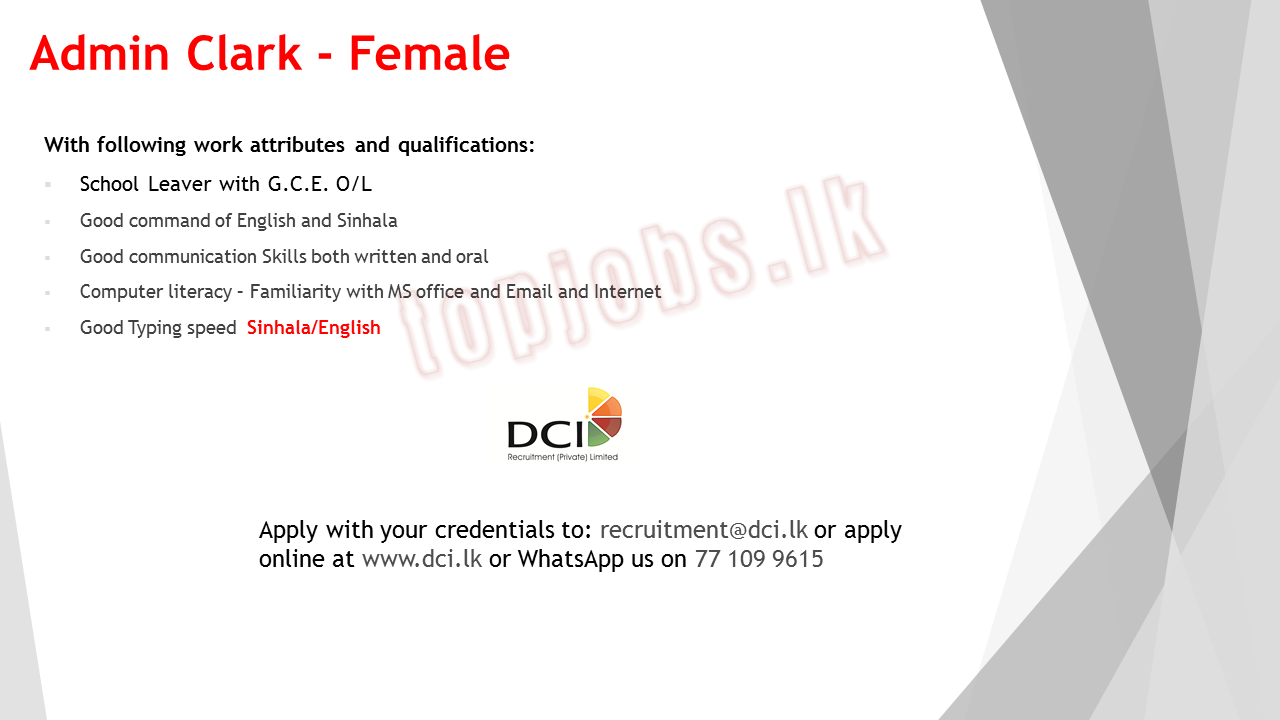 Admin Clark - Female
With following work attributes and qualifications:
School Leaver with G.C.E. O/L
Good command of English and Sinhala
Good communication Skills both written and oral
Computer literacy – Familiarity with MS office and Email and Internet
Good Typing speed Sinhala/English
topjobs.lk
DCI
Recruitment (Private) Limited
Apply with your credentials to: recruitment@dci.lk or apply
online at www.dci.lk or WhatsApp us on 77 109 9615